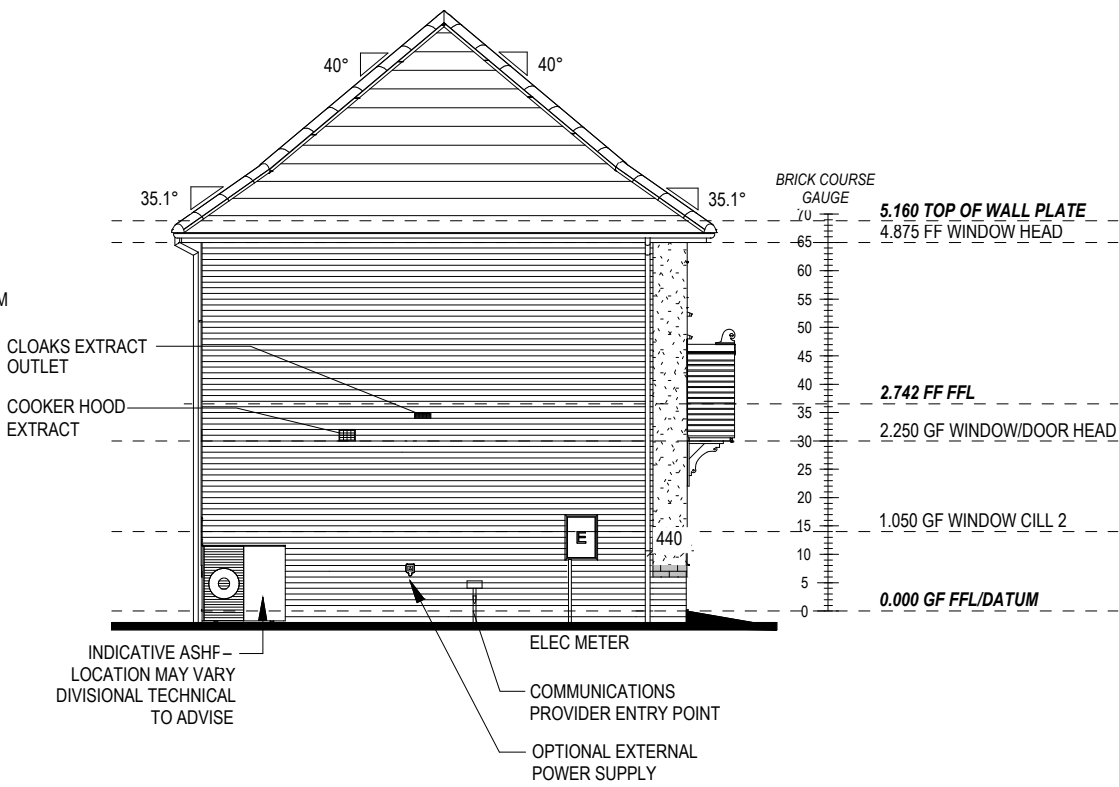 40°
40°
35.1°
35.1°
BRICK COURSE
GAUGE
70
65
60
55
50
45
40
35
30
25
20
15
10
5
0
5.160 TOP OF WALL PLATE
4.875 FF WINDOW HEAD
2.742 FF FFL
2.250 GF WINDOW/DOOR HEAD
1.050 GF WINDOW CILL 2
0.000 GF FFL/DATUM
M
CLOAKS EXTRACT
OUTLET
COOKER HOOD
EXTRACT
E
440
ELEC METER
INDICATIVE ASHP –
LOCATION MAY VARY
DIVISIONAL TECHNICAL
TO ADVISE
COMMUNICATIONS
PROVIDER ENTRY POINT
OPTIONAL EXTERNAL
POWER SUPPLY